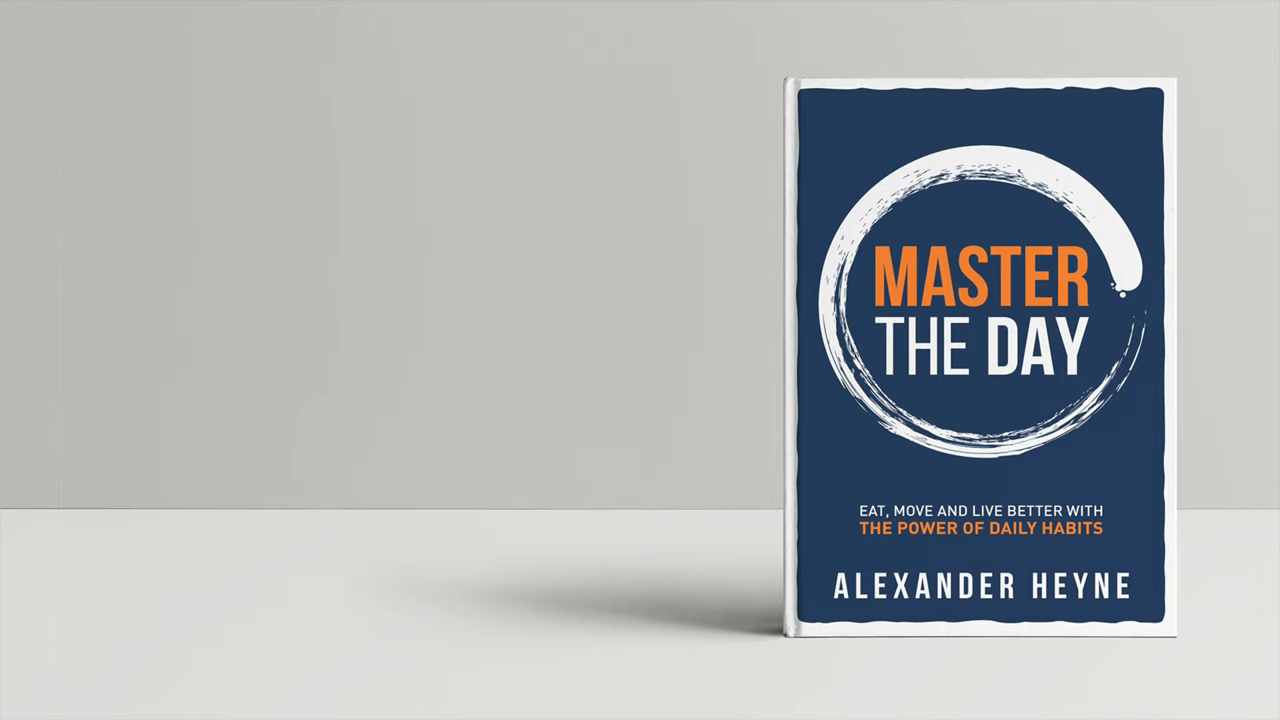 MASTER
THE DAY
EAT, MOVE AND LIVE BETTER WITH
THE POWER OF DAILY HABITS
ALEXANDER HEYNE